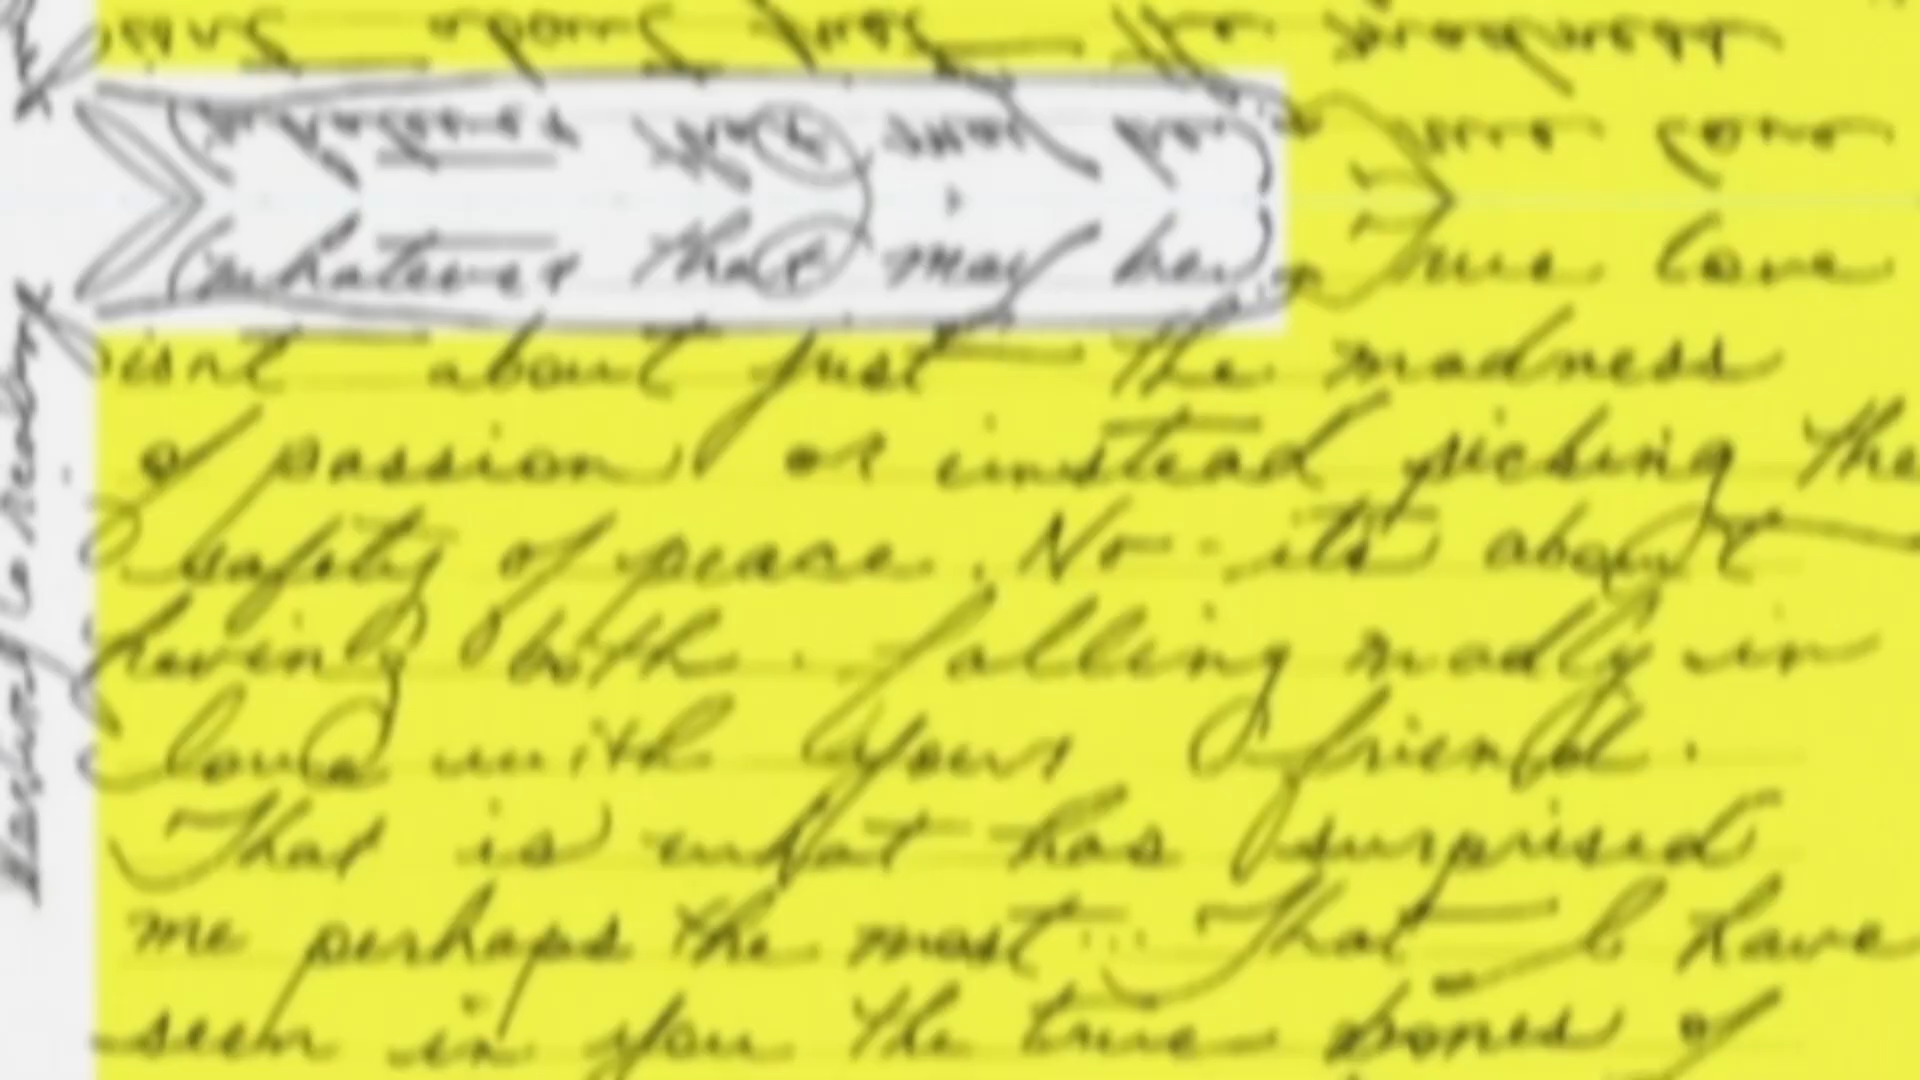 whatever that may be. True love
isnt about just the madness
of passion or instead picking the
safety of peace. No - its about
having both. falling madly in
love with your friend.
That is what has surprised
me perhaps the most... That I have
seen in you the true bones of